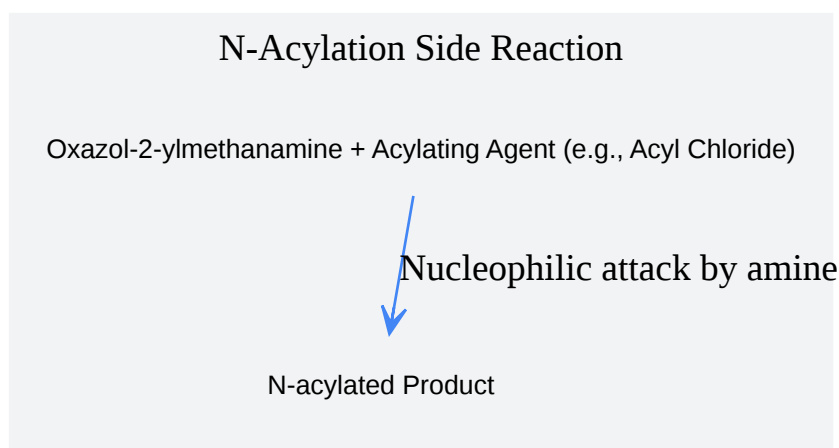 N-Acylation Side Reaction
Oxazol-2-ylmethanamine + Acylating Agent (e.g., Acyl Chloride)
Nucleophilic attack by amine
N-acylated Product